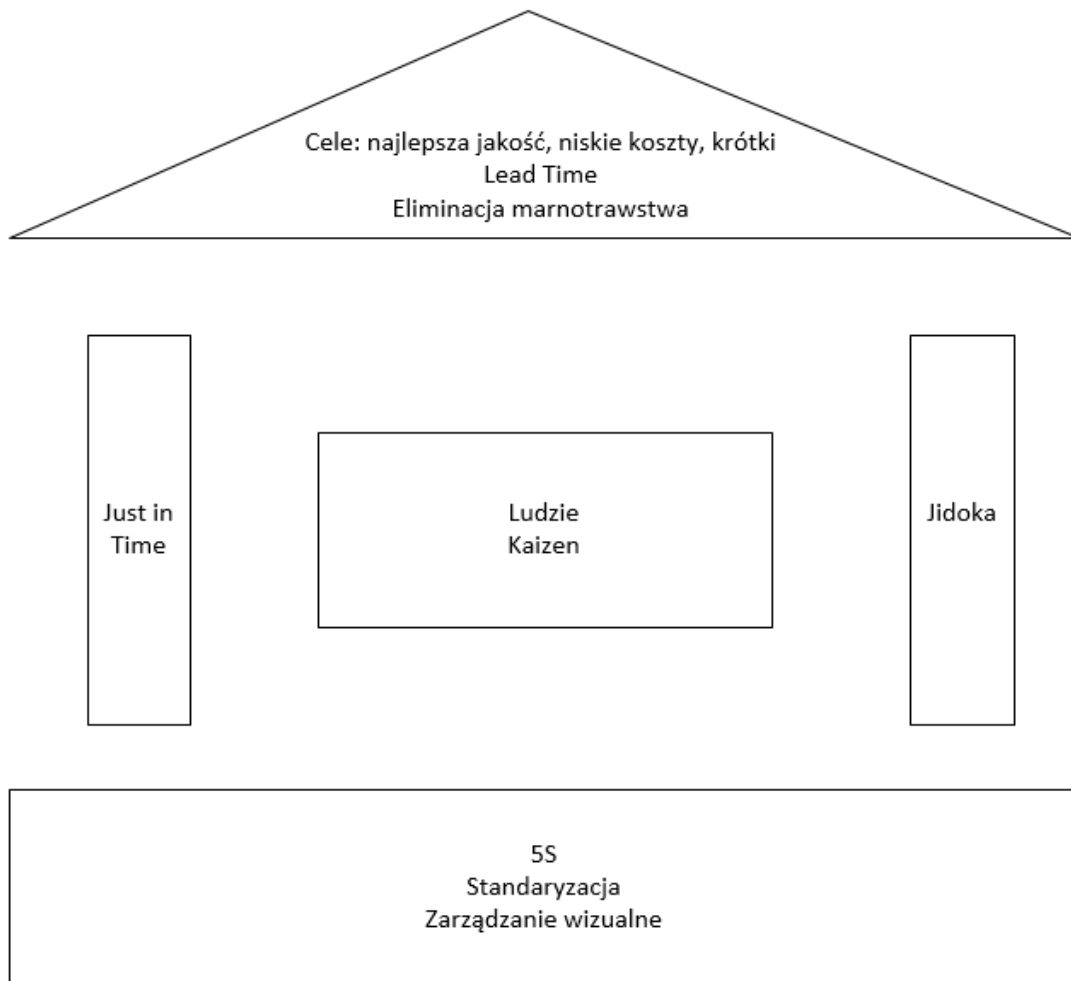 Cele: najlepsza jakość, niskie koszty, krótki
Lead Time
Eliminacja marnotrawstwa
Just in
Time
Ludzie
Kaizen
Jidoka
5S
Standaryzacja
Zarządzanie wizualne